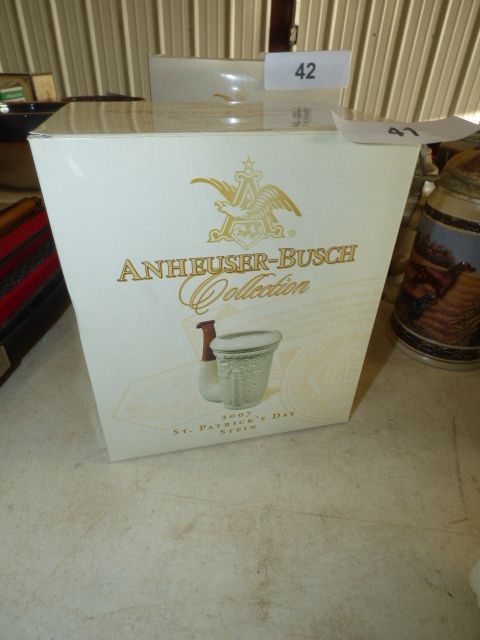 42
41
ANHEUSER-BUSCH
Collection
2007
ST. PATRICK'S DAY
STEIN